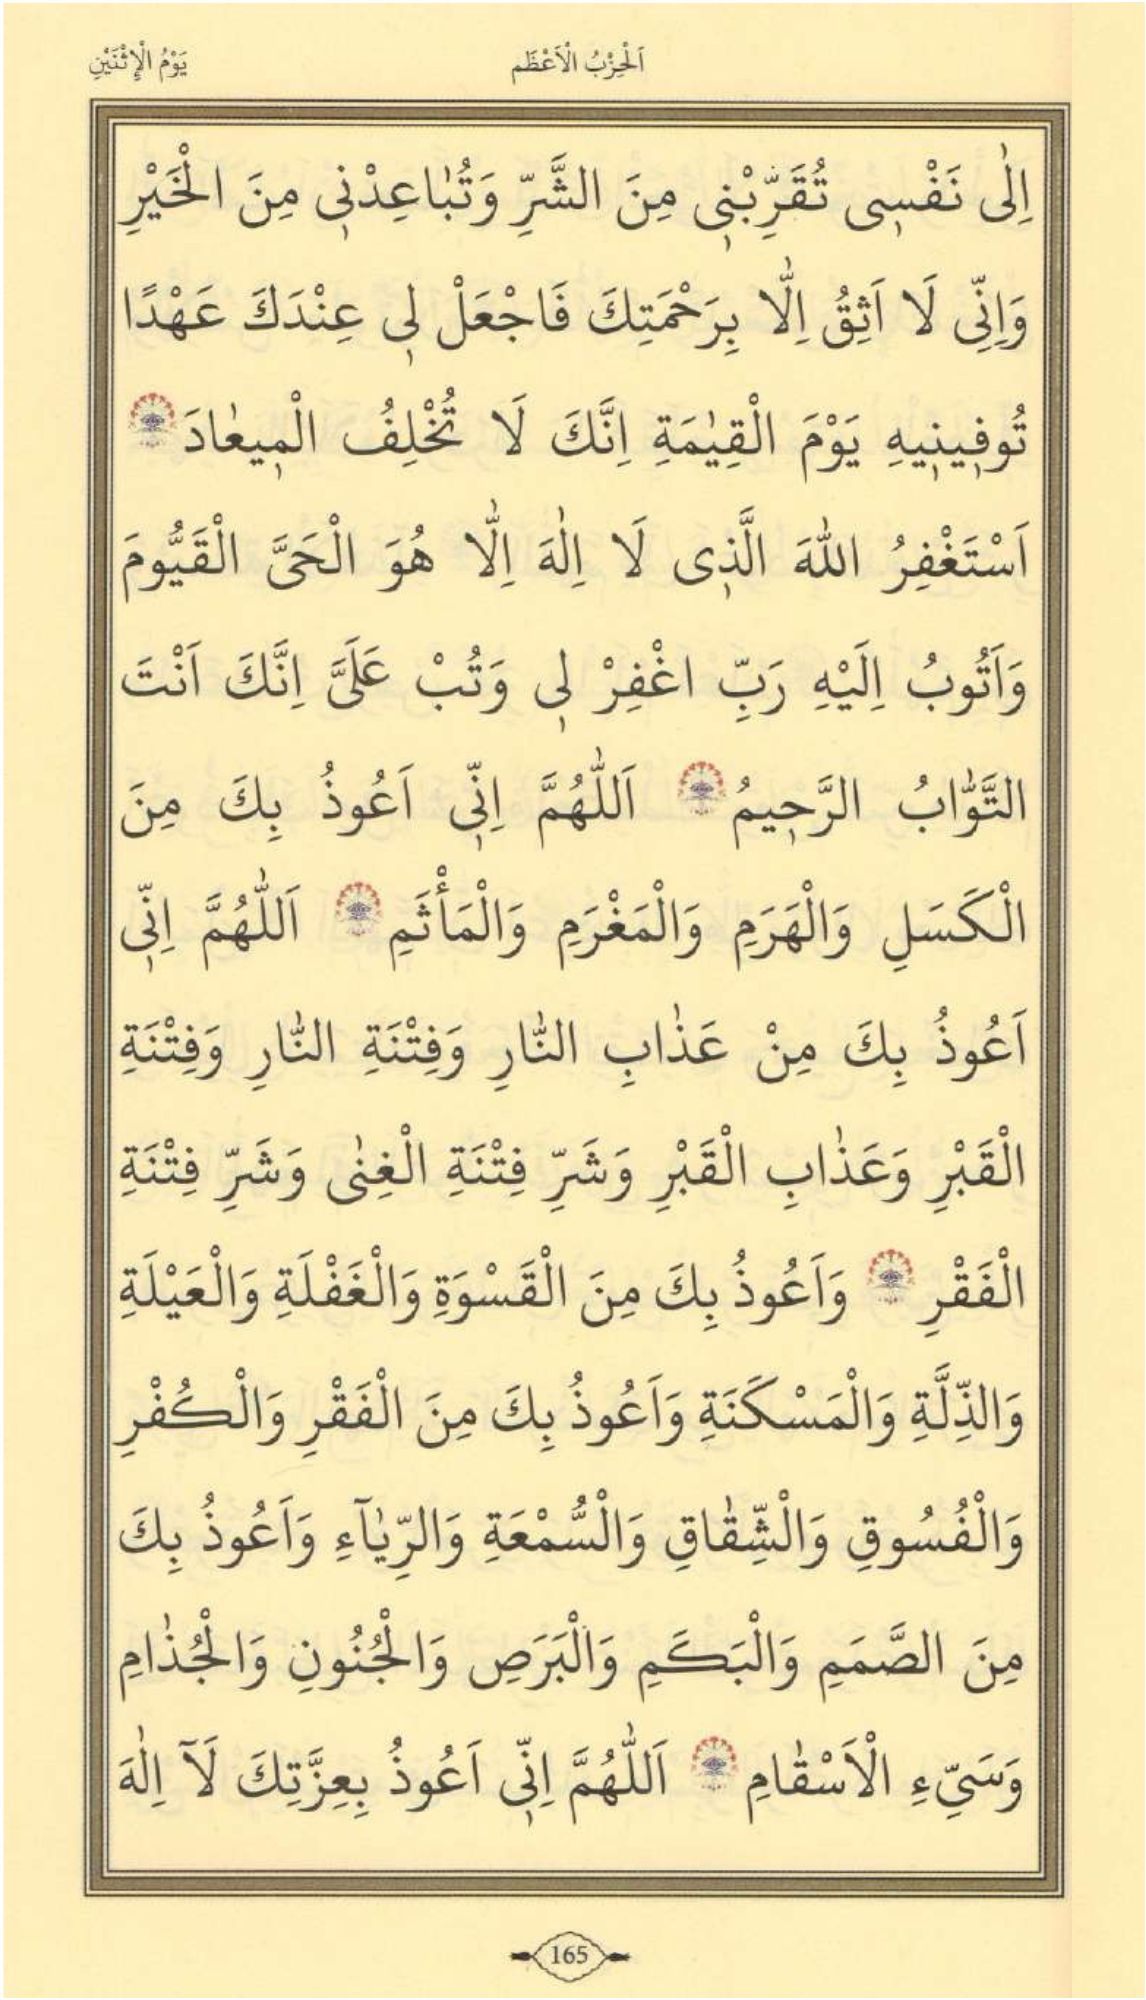 اَلْحِزْبُ الْاَعْظَم
يَوْمُ الْاِثْنَيْنِ
اِلٰى نَفْسٖى تُقَرِّبْنٖى مِنَ الشَّرِّ وَتُبٰاعِدْنٖى مِنَ الْخَيْرِ
وَاِنِّى لَا اَثِقُ اِلّٰا بِرَحْمَتِكَ فَاجْعَلْ لٖى عِنْدَكَ عَهْدًا
تُوفٖينٖيهِ يَوْمَ الْقِيٰمَةِ اِنَّكَ لَا تُخْلِفُ الْمٖيعٰادَ
اَسْتَغْفِرُ اللّٰهَ الَّذٖى لَا اِلٰهَ اِلّٰا هُوَ الْحَىَّ الْقَيُّومَ
وَاَتُوبُ اِلَيْهِ رَبِّ اغْفِرْ لٖى وَتُبْ عَلَىَّ اِنَّكَ اَنْتَ
التَّوّٰابُ الرَّحٖيمُ اَللّٰهُمَّ اِنّٖى اَعُوذُ بِكَ مِنَ
الْكَسَلِ وَالْهَرَمِ وَالْمَغْرَمِ وَالْمَأْثَمِ اَللّٰهُمَّ اِنّٖى
اَعُوذُ بِكَ مِنْ عَذٰابِ النّٰارِ وَفِتْنَةِ النّٰارِ وَفِتْنَةِ
الْقَبْرِ وَعَذٰابِ الْقَبْرِ وَشَرِّ فِتْنَةِ الْغِنٰى وَشَرِّ فِتْنَةِ
الْفَقْرِ وَاَعُوذُ بِكَ مِنَ الْقَسْوَةِ وَالْغَفْلَةِ وَالْعَيْلَةِ
وَالذِّلَّةِ وَالْمَسْكَنَةِ وَاَعُوذُ بِكَ مِنَ الْفَقْرِ وَالْكُفْرِ
وَالْفُسُوقِ وَالْشِّقٰاقِ وَالْسُّمْعَةِ وَالرِّيٰآءِ وَاَعُوذُ بِكَ
مِنَ الصَّمَمِ وَالْبَكَمِ وَالْبَرَصِ وَالْجُنُونِ وَالْجُذٰامِ
وَسَيِّءِ الْاَسْقٰامِ اَللّٰهُمَّ اِنّٖى اَعُوذُ بِعِزَّتِكَ لَآ اِلٰهَ
165